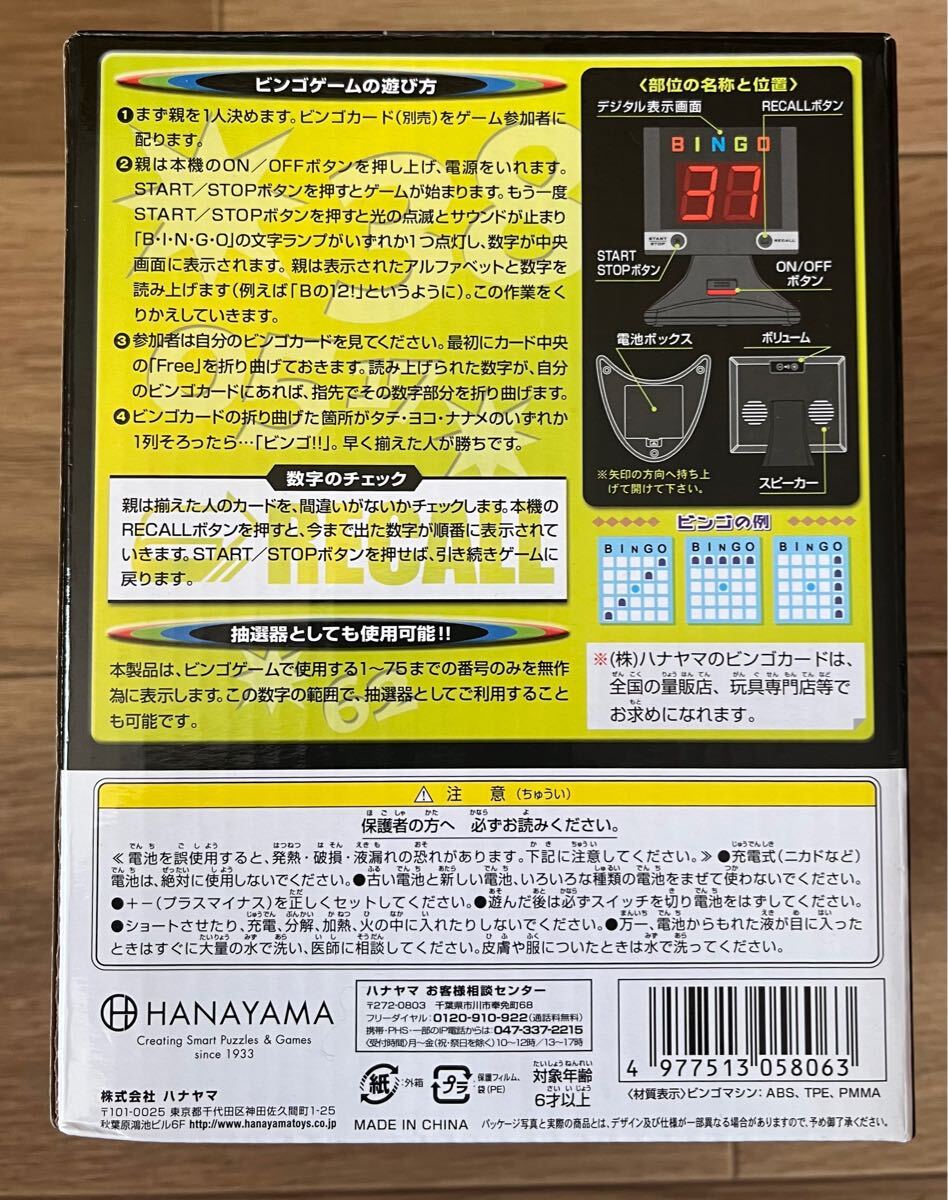 ビンゴゲームの遊び方
❶まず親を1人決めます。ビンゴカード(別売)をゲーム参加者に
配ります。
❷親は本機のON／OFFボタンを押し上げ、電源をいれます。
START／STOPボタンを押すとゲームが始まります。もう一度
START／STOPボタンを押すと光の点滅とサウンドが止まり
「B・I・N・G・O」の文字ランプがいずれか1つ点灯し、数字が中央
画面に表示されます。親は表示されたアルファベットと数字を
読み上げます(例えば「Bの12!」というように)。この作業をく
りかえしていきます。
❸参加者は自分のビンゴカードを見てください。最初にカード中央
の「Free」を折り曲げておきます。読み上げられた数字が、自分
のビンゴカードにあれば、指先でその数字部分を折り曲げます。
❹ビンゴカードの折り曲げた箇所がタテ・ヨコ・ナナメのいずれか
1列そろったら…「ビンゴ!!」。早く揃えた人が勝ちです。
数字のチェック
親は揃えた人のカードを、間違いがないかチェックします。本機の
RECALLボタンを押すと、今まで出た数字が順番に表示されて
いきます。START／STOPボタンを押せば、引き続きゲームに
戻ります。
RECALL
抽選器としても使用可能!!
本製品は、ビンゴゲームで使用する1〜75までの番号のみを無作
為に表示します。この数字の範囲で、抽選器としてご利用すること
も可能です。
〈部位の名称と位置〉
デジタル表示画面
RECALLボタン
BINGO
37
START
STOP
RECALL
START
STOPボタン
ON/OFF
ボタン
電池ボックス
ボリューム
※矢印の方向へ持ち上
げて開けて下さい。
スピーカー
ビンゴの例
BINGO
BINGO
BINGO
※(株)ハナヤマのビンゴカードは、
全国の量販店、玩具専門店等で
お求めになれます。
⚠ 注 意 (ちゅうい)
保護者の方へ 必ずお読みください。
≪電池を誤使用すると、発熱・破損・液漏れの恐れがあります。下記に注意してください。≫●充電式(ニカドなど)
電池は、絶対に使用しないでください。●古い電池と新しい電池、いろいろな種類の電池をまぜて使わないでください。
●+−(プラスマイナス)を正しくセットしてください。●遊んだ後は必ずスイッチを切り電池をはずしてください。
●ショートさせたり、充電、分解、加熱、火の中に入れたりしないでください。●万一、電池からもれた液が目に入った
ときはすぐに大量の水で洗い、医師に相談してください。皮膚や服についたときは水で洗ってください。
HANAYAMA
Creating Smart Puzzles & Games
since 1933
株式会社 ハナヤマ
〒101-0025 東京都千代田区神田佐久間町1-25
秋葉原鴻池ビル6F http://www.hanayamatoys.co.jp
ハナヤマ お客様相談センター
〒272-0803 千葉県市川市奉免町68
フリーダイヤル:0120-910-922(通話料無料)
携帯・PHS・一部のIP電話からは:047-337-2215
〈受付時間〉月〜金(祝・祭日を除く)10〜12時/13〜17時
紙 :外箱
プラ :保護フィルム、
袋(PE)
対象年齢
6才以上
4 977513 058063
〈材質表示〉ビンゴマシン:ABS、TPE、PMMA
MADE IN CHINA
パッケージ写真と実際の商品とは、デザイン及び仕様が一部異なる場合がありますので、予め御了承ください。